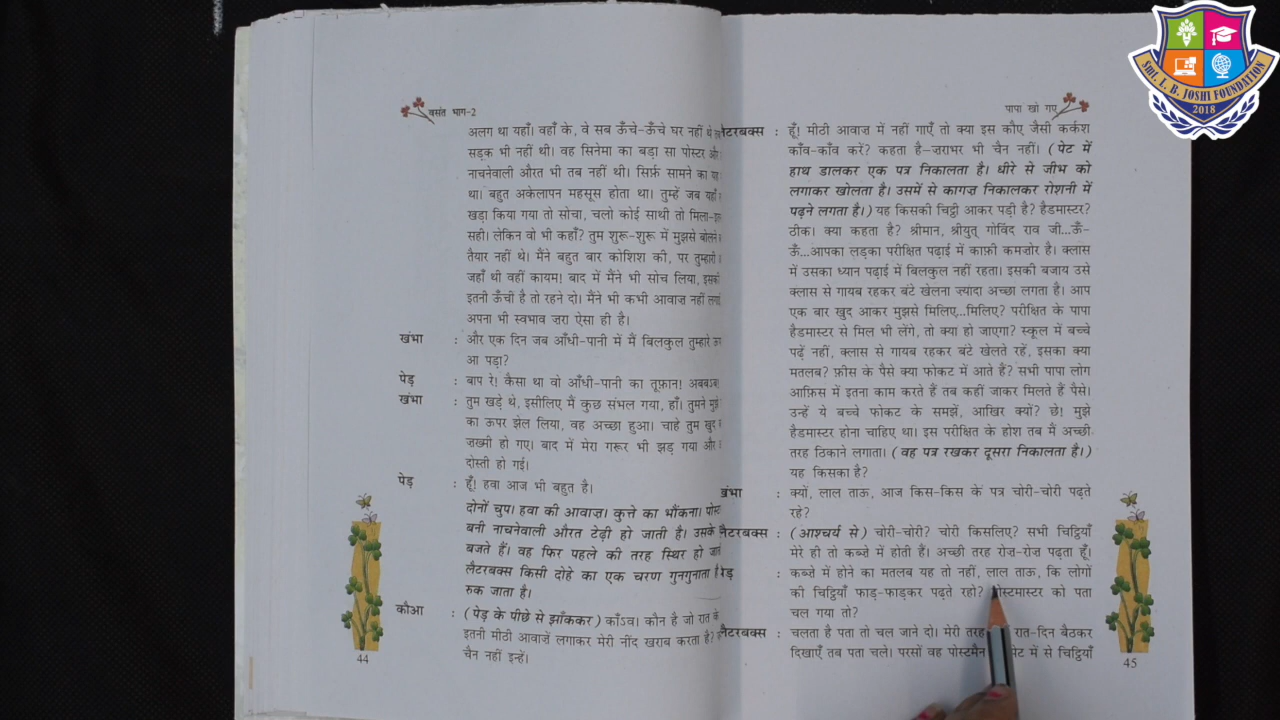 वसंत भाग-2
अलग था यहाँ। वहाँ के, वे सब ऊँचे-ऊँचे घर नहीं थे
सड़क भी नहीं थी। वह सिनेमा का बड़ा सा पोस्टर और
नाचनेवाली औरत भी तब नहीं थी। सिर्फ़ सामने का
था। बहुत अकेलापन महसूस होता था। तुम्हें जब यहाँ
खड़ा किया गया तो सोचा, चलो कोई साथी तो मिला-
सही। लेकिन वो भी कहाँ? तुम शुरू-शुरू में मुझसे बोलने
तैयार नहीं थे। मैंने बहुत बार कोशिश की, पर तुम्हारी
जहाँ थी वहीं कायम! बाद में मैंने भी सोच लिया, इसकी
इतनी ऊँची है तो रहने दो। मैंने भी कभी आवाज़ नहीं
अपना भी स्वभाव ज़रा ऐसा ही है।
खंभा : और एक दिन जब आँधी-पानी में मैं बिलकुल तुम्हारे
आ पड़ा?
पेड़ : बाप रे! कैसा था वो आँधी-पानी का तूफ़ान! अबबऽब!
खंभा : तुम खड़े थे, इसीलिए मैं कुछ संभल गया, हाँ। तुमने मुझे
का ऊपर झेल लिया, वह अच्छा हुआ। चाहे तुम खुद
ज़ख्मी हो गए। बाद में मेरा गरूर भी झड़ गया और
दोस्ती हो गई।
पेड़ : हूँ! हवा आज भी बहुत है।
दोनों चुप। हवा की आवाज़। कुत्ते का भौंकना। पोस्टर
बनी नाचनेवाली औरत टेढ़ी हो जाती है। उसके
बजते हैं। वह फिर पहले की तरह स्थिर हो जाती
लैटरबक्स किसी दोहे का एक चरण गुनगुनाता है
रुक जाता है।
कौआ : (पेड़ के पीछे से झाँककर) काँऽव। कौन है जो रात के
इतनी मीठी आवाज़ें लगाकर मेरी नींद खराब करता है?
चैन नहीं इन्हें।
44
पापा खो गए
लैटरबक्स : हूँ! मीठी आवाज़ में नहीं गाएँ तो क्या इस कौए जैसी कर्कश
काँव-काँव करें? कहता है–ज़राभर भी चैन नहीं। (पेट में
हाथ डालकर एक पत्र निकालता है। धीरे से जीभ को
लगाकर खोलता है। उसमें से कागज़ निकालकर रोशनी में
पढ़ने लगता है।) यह किसकी चिट्ठी आकर पड़ी है? हैडमास्टर?
ठीक। क्या कहता है? श्रीमान, श्रीयुत् गोविंद राव जी...ऊँ-
ऊँ...आपका लड़का परीक्षित पढ़ाई में काफ़ी कमज़ोर है। क्लास
में उसका ध्यान पढ़ाई में बिलकुल नहीं रहता। इसकी बजाय उसे
क्लास से गायब रहकर बंटे खेलना ज़्यादा अच्छा लगता है। आप
एक बार खुद आकर मुझसे मिलिए...मिलिए? परीक्षित के पापा
हैडमास्टर से मिल भी लेंगे, तो क्या हो जाएगा? स्कूल में बच्चे
पढ़ें नहीं, क्लास से गायब रहकर बंटे खेलते रहें, इसका क्या
मतलब? फ़ीस के पैसे क्या फोकट में आते हैं? सभी पापा लोग
आफ़िस में इतना काम करते हैं तब कहीं जाकर मिलते हैं पैसे।
उन्हें ये बच्चे फोकट के समझें, आखिर क्यों? छे! मुझे
हैडमास्टर होना चाहिए था। इस परीक्षित के होश तब मैं अच्छी
तरह ठिकाने लगाता। (वह पत्र रखकर दूसरा निकालता है।)
यह किसका है?
खंभा : क्यों, लाल ताऊ, आज किस-किस के पत्र चोरी-चोरी पढ़ते
रहे?
लैटरबक्स : (आश्चर्य से) चोरी-चोरी? चोरी किसलिए? सभी चिट्ठियाँ
मेरे ही तो कब्ज़े में होती हैं। अच्छी तरह रोज़-रोज़ पढ़ता हूँ।
पेड़ : कब्ज़े में होने का मतलब यह तो नहीं, लाल ताऊ, कि लोगों
की चिट्ठियाँ फाड़-फाड़कर पढ़ते रहो? पोस्टमास्टर को पता
चल गया तो?
लैटरबक्स : चलता है पता तो चल जाने दो। मेरी तरह रात-दिन बैठकर
दिखाएँ तब पता चले। परसों वह पोस्टमैन पेट में से चिट्ठियाँ
45
Smt. L. B. JOSHI FOUNDATION
2018